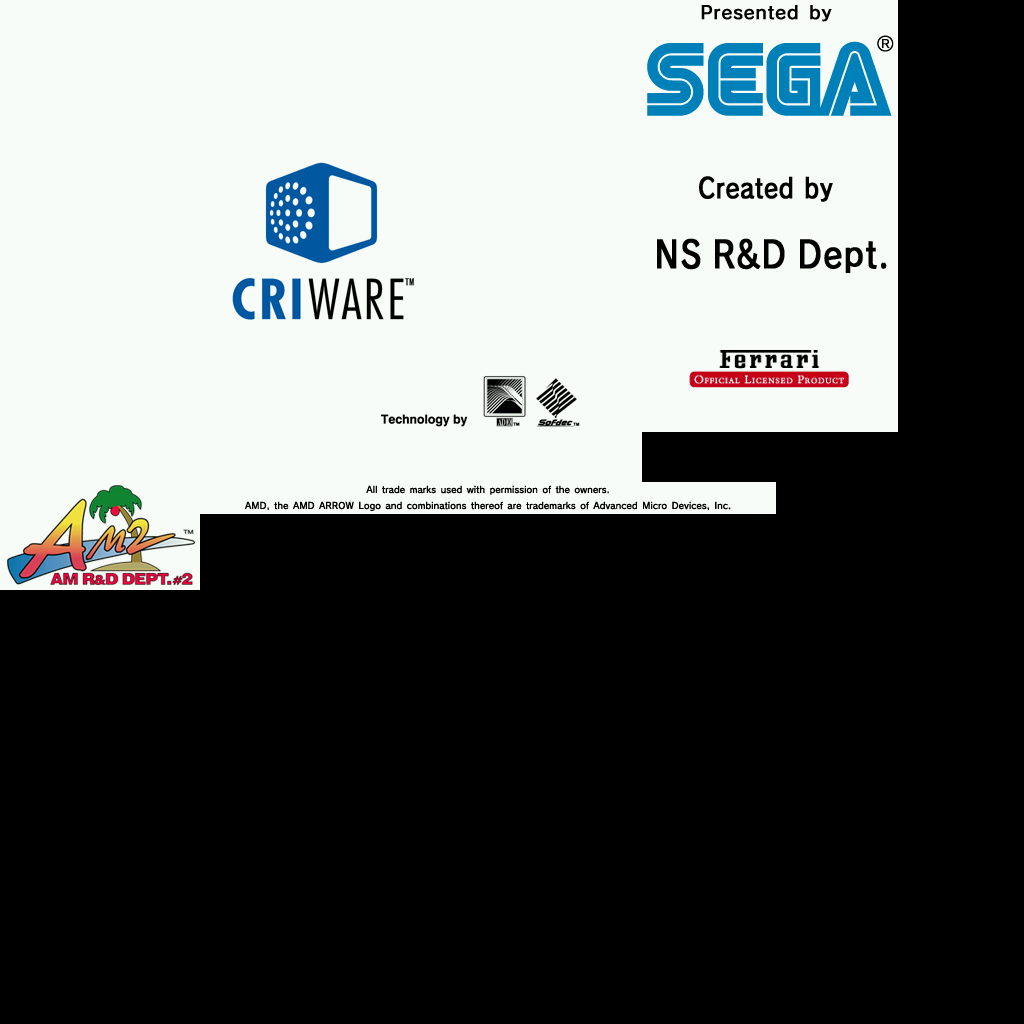 Presented by
SEGA®
Created by
NS R&D Dept.
Ferrari
OFFICIAL LICENSED PRODUCT
CRIWARE™
Technology by
ADX™
Sofdec™
All trade marks used with permission of the owners.
AMD, the AMD ARROW Logo and combinations thereof are trademarks of Advanced Micro Devices, Inc.
AM2™
AM R&D DEPT.#2